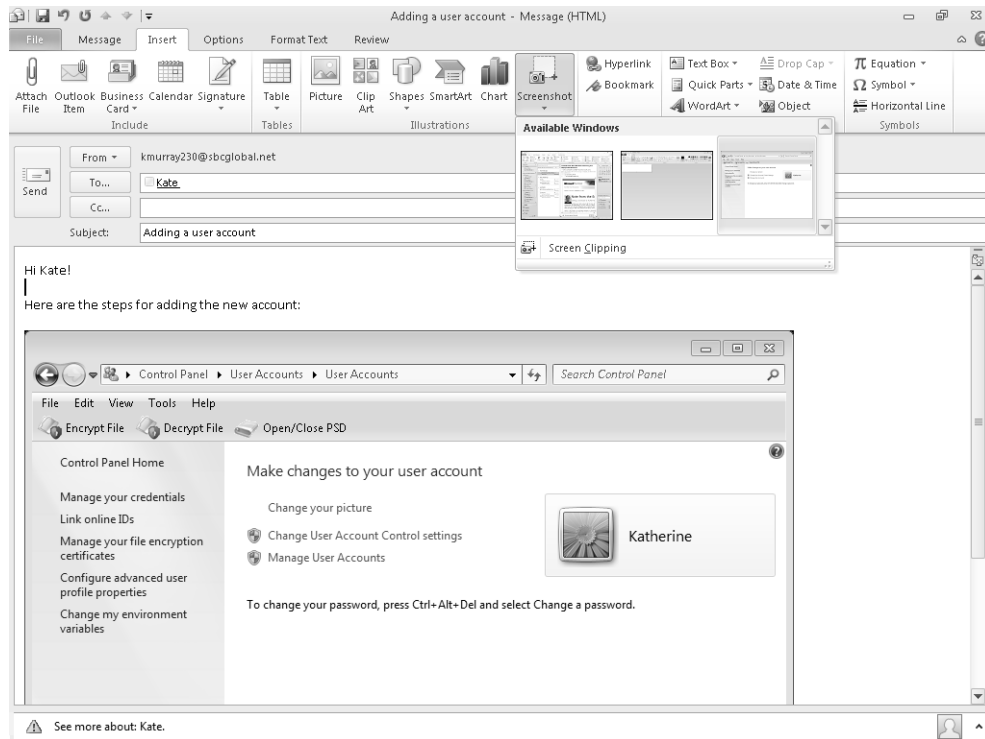 Adding a user account - Message (HTML)
File Message Insert Options Format Text Review
Attach File
Outlook Item
Business Card
Calendar
Signature
Include
Table
Tables
Picture
Clip Art
Shapes
SmartArt
Chart
Screenshot
Illustrations
Hyperlink
Bookmark
Text Box
Quick Parts
WordArt
Drop Cap
Date & Time
Object
π Equation
Ω Symbol
Horizontal Line
Symbols
Available Windows
Screen Clipping
Send
From kmurray230@sbcglobal.net
To... Kate
Cc...
Subject: Adding a user account
Hi Kate!
Here are the steps for adding the new account:
Control Panel User Accounts User Accounts
Search Control Panel
File Edit View Tools Help
Encrypt File Decrypt File Open/Close PSD
Control Panel Home
Manage your credentials
Link online IDs
Manage your file encryption
certificates
Configure advanced user
profile properties
Change my environment
variables
Make changes to your user account
Change your picture
Change User Account Control settings
Manage User Accounts
Katherine
To change your password, press Ctrl+Alt+Del and select Change a password.
See more about: Kate.